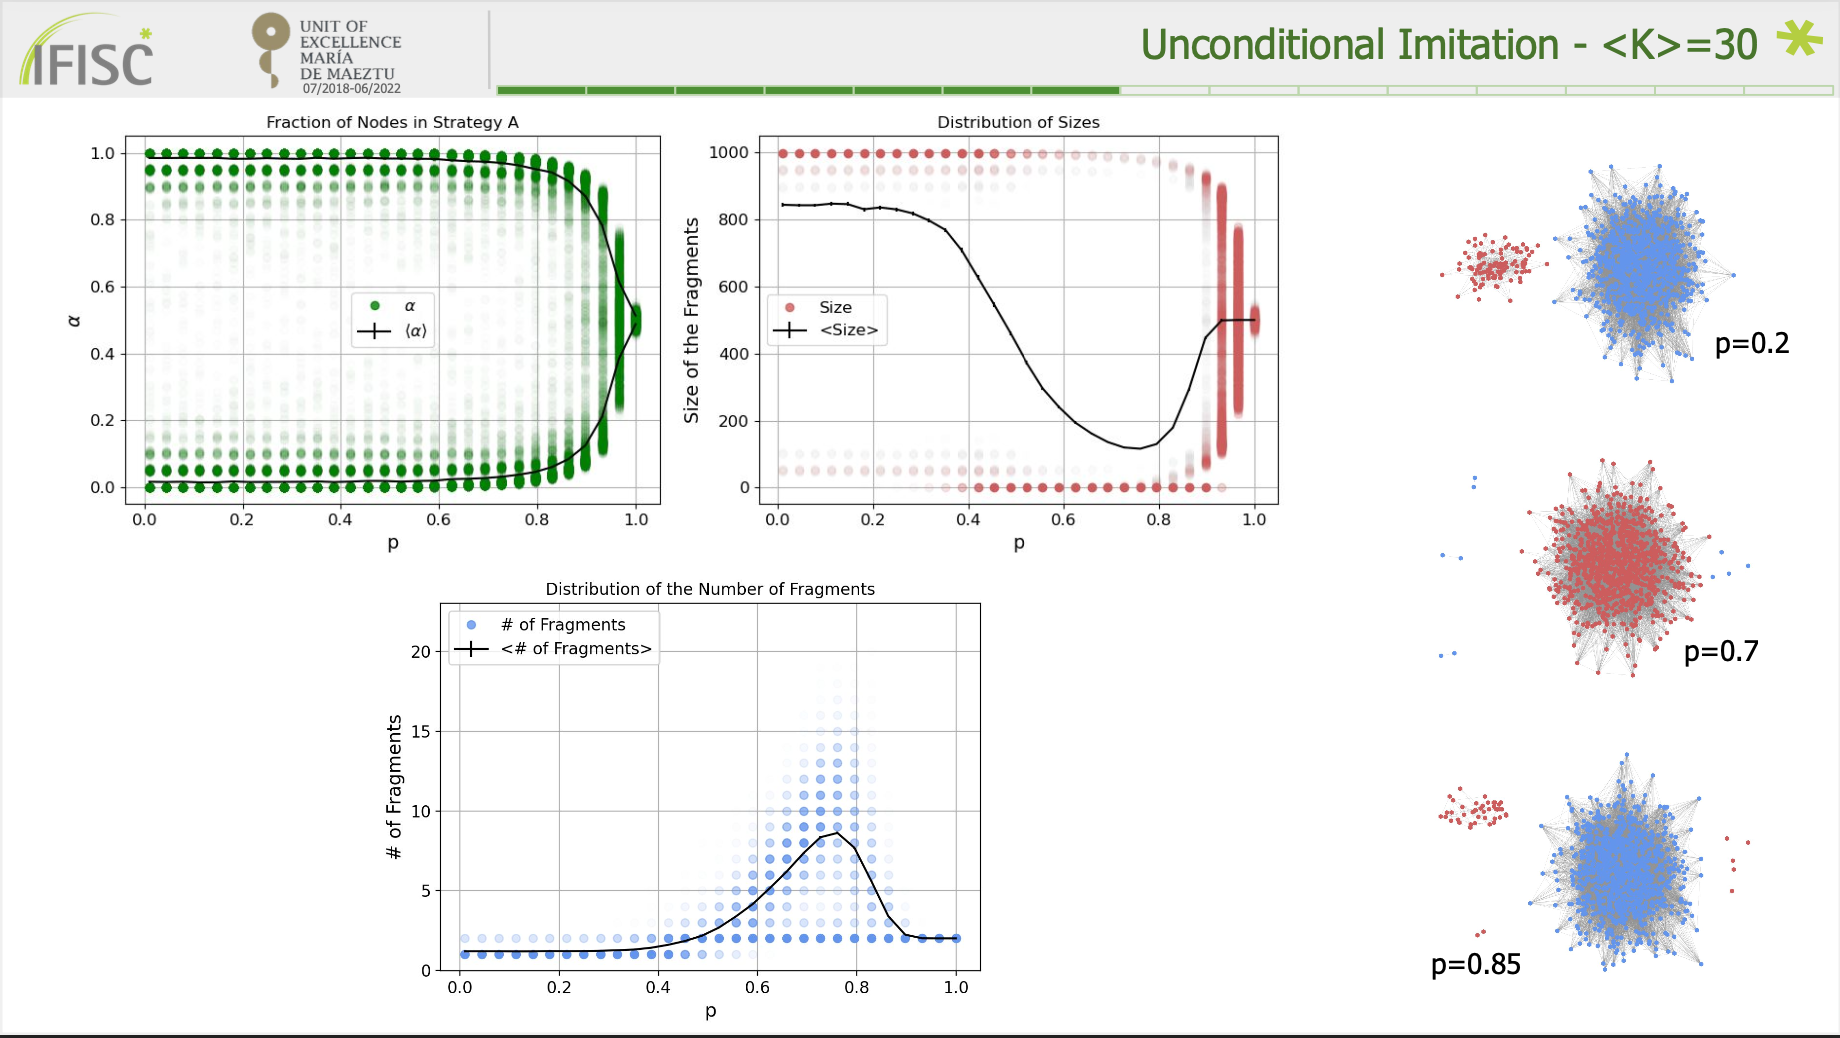 IFISC
UNIT OF
EXCELLENCE
MARÍA
DE MAEZTU
07/2018-06/2022
Unconditional Imitation - <K>=30
Fraction of Nodes in Strategy A
1.0
0.8
0.6
0.4
0.2
0.0
α
α
⟨α⟩
0.0 0.2 0.4 0.6 0.8 1.0
p
Distribution of Sizes
1000
800
600
400
200
0
Size of the Fragments
Size
<Size>
0.0 0.2 0.4 0.6 0.8 1.0
p
Distribution of the Number of Fragments
20
15
10
5
0
# of Fragments
# of Fragments
<# of Fragments>
0.0 0.2 0.4 0.6 0.8 1.0
p
p=0.2
p=0.7
p=0.85